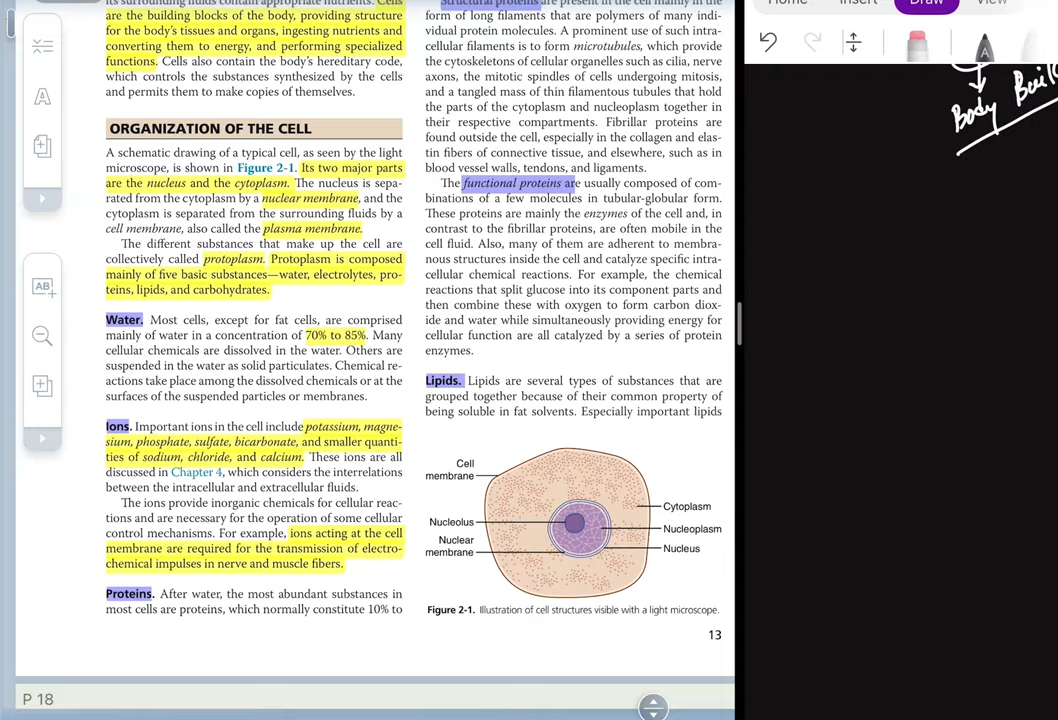 its surrounding fluids contain appropriate nutrients. Cells
are the building blocks of the body, providing structure
for the body's tissues and organs, ingesting nutrients and
converting them to energy, and performing specialized
functions. Cells also contain the body's hereditary code,
which controls the substances synthesized by the cells
and permits them to make copies of themselves.
ORGANIZATION OF THE CELL
A schematic drawing of a typical cell, as seen by the light
microscope, is shown in Figure 2-1. Its two major parts
are the nucleus and the cytoplasm. The nucleus is sepa-
rated from the cytoplasm by a nuclear membrane, and the
cytoplasm is separated from the surrounding fluids by a
cell membrane, also called the plasma membrane.
The different substances that make up the cell are
collectively called protoplasm. Protoplasm is composed
mainly of five basic substances—water, electrolytes, pro-
teins, lipids, and carbohydrates.
Water. Most cells, except for fat cells, are comprised
mainly of water in a concentration of 70% to 85%. Many
cellular chemicals are dissolved in the water. Others are
suspended in the water as solid particulates. Chemical re-
actions take place among the dissolved chemicals or at the
surfaces of the suspended particles or membranes.
Ions. Important ions in the cell include potassium, magne-
sium, phosphate, sulfate, bicarbonate, and smaller quanti-
ties of sodium, chloride, and calcium. These ions are all
discussed in Chapter 4, which considers the interrelations
between the intracellular and extracellular fluids.
The ions provide inorganic chemicals for cellular reac-
tions and are necessary for the operation of some cellular
control mechanisms. For example, ions acting at the cell
membrane are required for the transmission of electro-
chemical impulses in nerve and muscle fibers.
Proteins. After water, the most abundant substances in
most cells are proteins, which normally constitute 10% to
Structural proteins are present in the cell mainly in the
form of long filaments that are polymers of many indi-
vidual protein molecules. A prominent use of such intra-
cellular filaments is to form microtubules, which provide
the cytoskeletons of cellular organelles such as cilia, nerve
axons, the mitotic spindles of cells undergoing mitosis,
and a tangled mass of thin filamentous tubules that hold
the parts of the cytoplasm and nucleoplasm together in
their respective compartments. Fibrillar proteins are
found outside the cell, especially in the collagen and elas-
tin fibers of connective tissue, and elsewhere, such as in
blood vessel walls, tendons, and ligaments.
The functional proteins are usually composed of com-
binations of a few molecules in tubular-globular form.
These proteins are mainly the enzymes of the cell and, in
contrast to the fibrillar proteins, are often mobile in the
cell fluid. Also, many of them are adherent to membra-
nous structures inside the cell and catalyze specific intra-
cellular chemical reactions. For example, the chemical
reactions that split glucose into its component parts and
then combine these with oxygen to form carbon diox-
ide and water while simultaneously providing energy for
cellular function are all catalyzed by a series of protein
enzymes.
Lipids. Lipids are several types of substances that are
grouped together because of their common property of
being soluble in fat solvents. Especially important lipids
Cell
membrane
Nucleolus
Nuclear
membrane
Cytoplasm
Nucleoplasm
Nucleus
Figure 2-1. Illustration of cell structures visible with a light microscope.
13
P 18
AB
A
Home Insert Draw View
A
Body